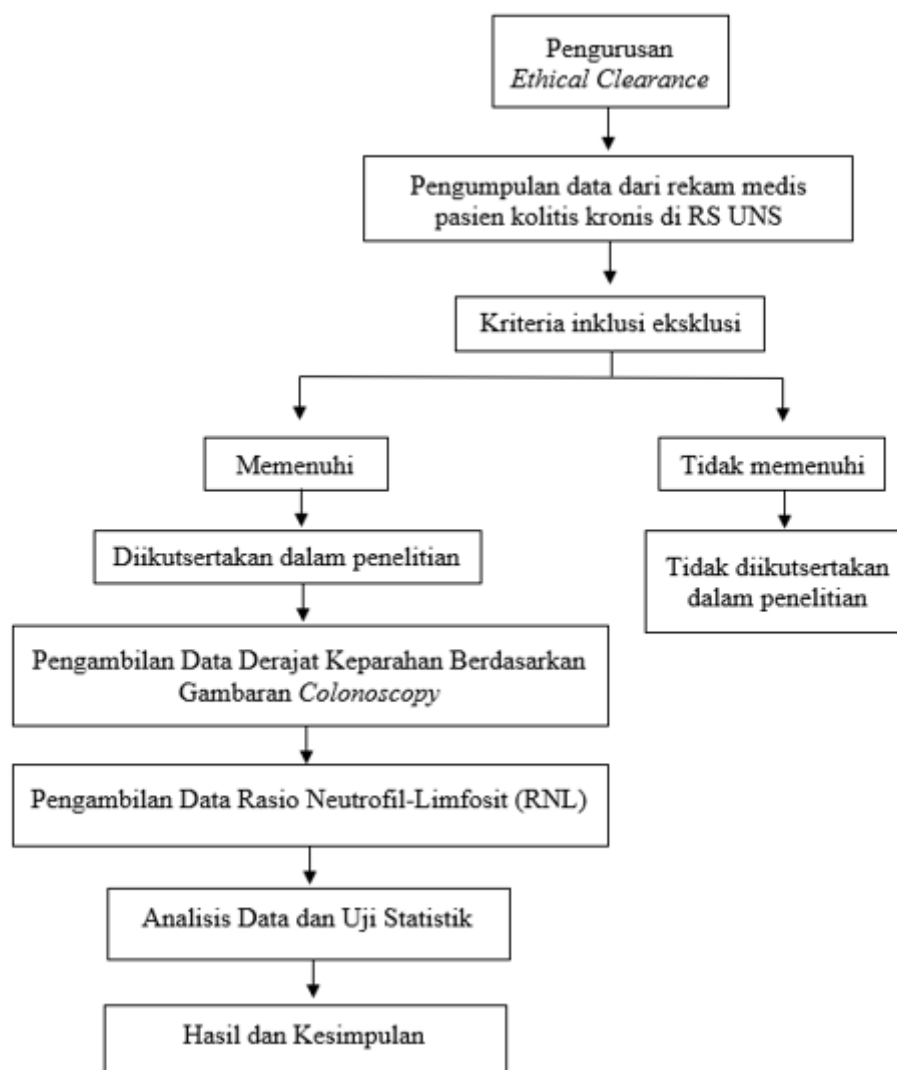 Pengurusan
Ethical Clearance
Pengumpulan data dari rekam medis
pasien kolitis kronis di RS UNS
Kriteria inklusi eksklusi
Memenuhi
Tidak memenuhi
Diikutsertakan dalam penelitian
Tidak diikutsertakan
dalam penelitian
Pengambilan Data Derajat Keparahan Berdasarkan
Gambaran Colonoscopy
Pengambilan Data Rasio Neutrofil-Limfosit (RNL)
Analisis Data dan Uji Statistik
Hasil dan Kesimpulan